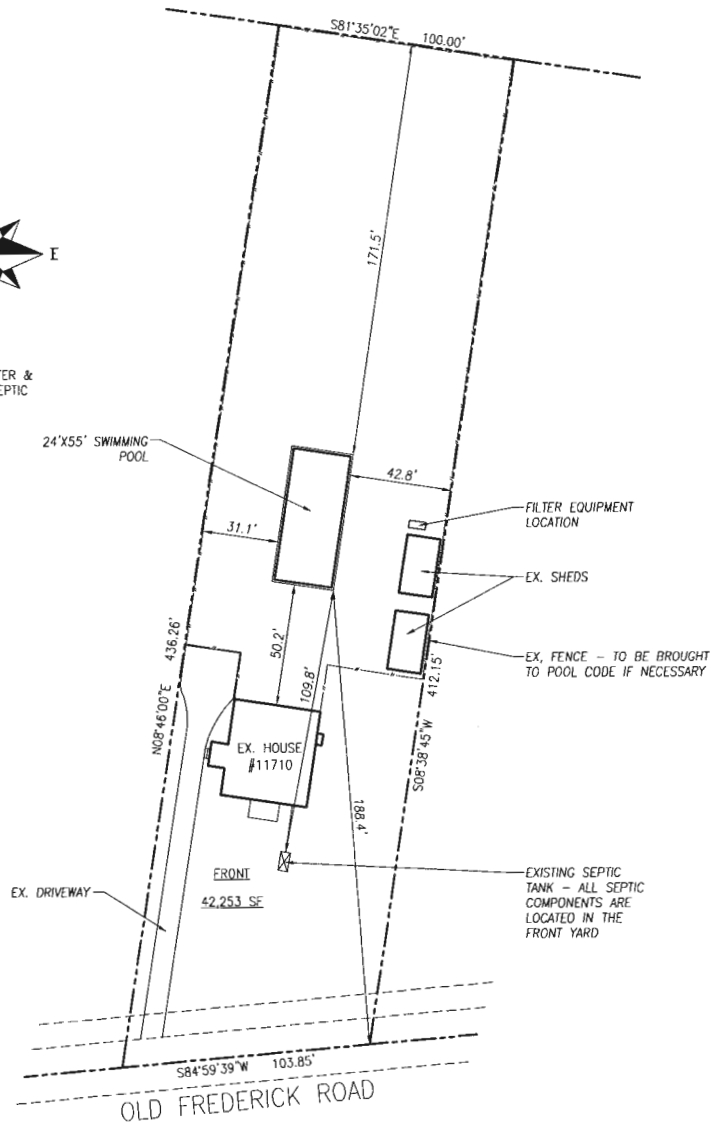 S81°35'02"E 100.00'
171.5'
E
TER &
EPTIC
24'X55' SWIMMING
POOL
42.8'
FILTER EQUIPMENT
LOCATION
31.1'
EX. SHEDS
50.2'
109.8'
EX, FENCE – TO BE BROUGHT
TO POOL CODE IF NECESSARY
436.26'
412.15'
N08°46'00"E
S08°38'45"W
EX. HOUSE
#11710
188.4'
FRONT
42,253 SF
EX. DRIVEWAY
EXISTING SEPTIC
TANK – ALL SEPTIC
COMPONENTS ARE
LOCATED IN THE
FRONT YARD
S84°59'39"W 103.85'
OLD FREDERICK ROAD